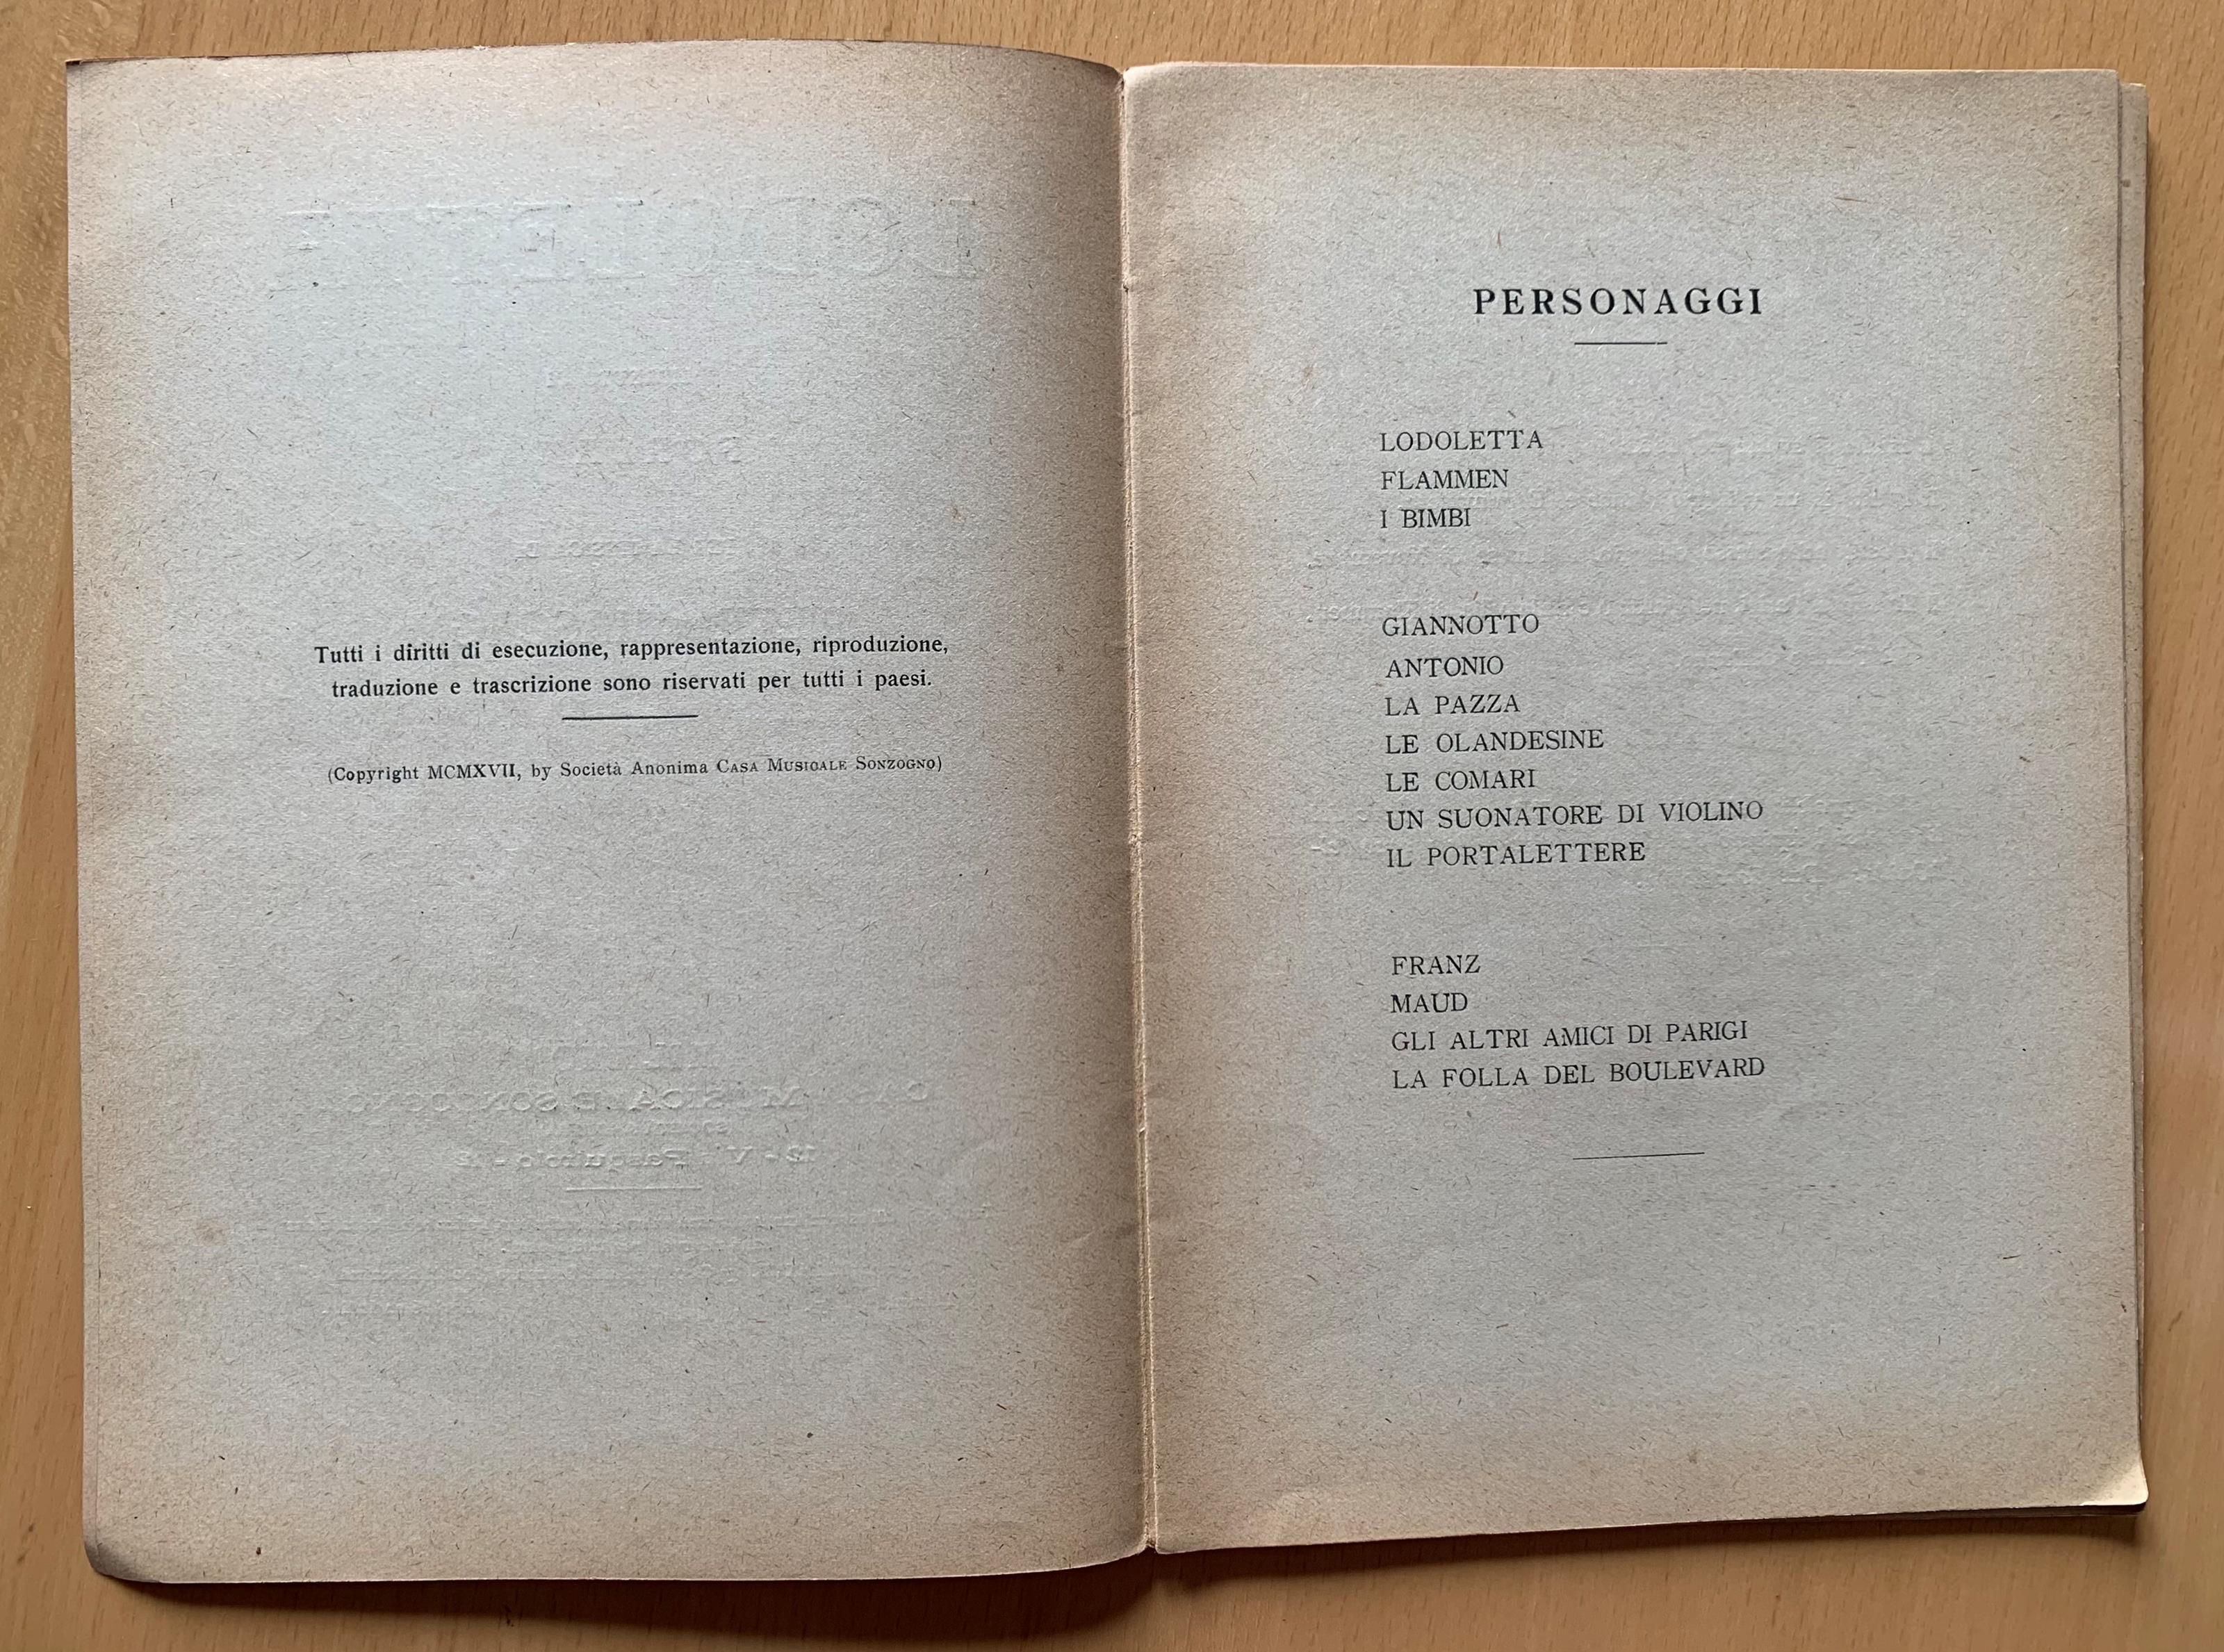 Tutti i diritti di esecuzione, rappresentazione, riproduzione,
traduzione e trascrizione sono riservati per tutti i paesi.
(Copyright MCMXVII, by Società Anonima CASA MUSICALE SONZOGNO)
PERSONAGGI
LODOLETTA
FLAMMEN
I BIMBI
GIANNOTTO
ANTONIO
LA PAZZA
LE OLANDESINE
LE COMARI
UN SUONATORE DI VIOLINO
IL PORTALETTERE
FRANZ
MAUD
GLI ALTRI AMICI DI PARIGI
LA FOLLA DEL BOULEVARD